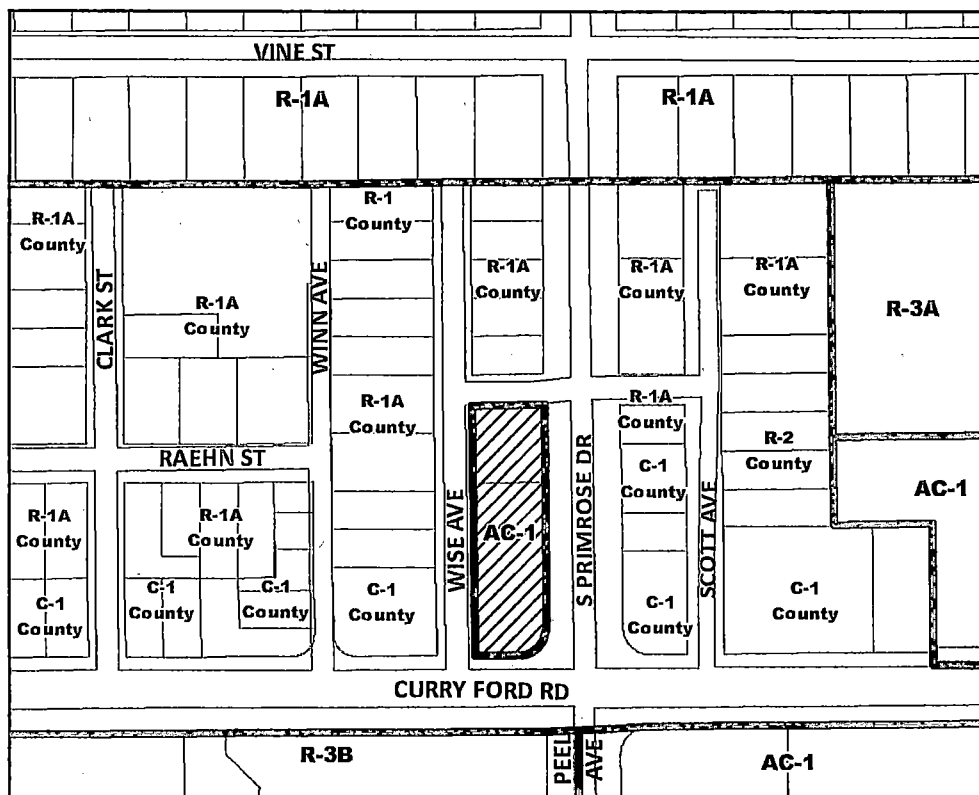 VINE ST
R-1A
R-1A
R-1A
County
CLARK ST
R-1A
County
WINN AVE
R-1
County
R-1A
County
WISE AVE
R-1A
County
S PRIMROSE DR
R-1A
County
SCOTT AVE
R-1A
County
R-3A
R-1A
County
R-2
County
AC-1
RAEHN ST
R-1A
County
R-1A
County
C-1
County
AC-1
C-1
County
C-1
County
C-1
County
C-1
County
C-1
County
C-1
County
CURRY FORD RD
R-3B
PEEL
AVE
AC-1